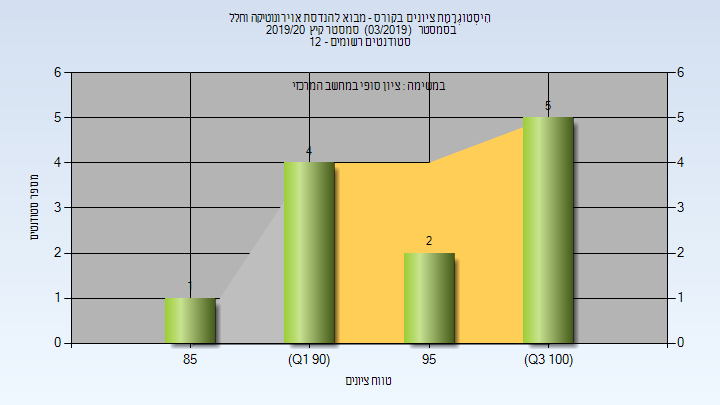 הִיסְטוֹגְרָמַת ציונים בקורס - מבוא להנדסת אוירונוטיקה וחלל
בסמסטר (03/2019) סמסטר קיץ 2019/20
סטודנטים רשומים - 12
במשימה : ציון סופי במחשב המרכזי
6 6
5 5
4 4
3 3
2 2
1 1
0 0
1
4
2
5
מספר סטודנטים
85 (Q1 90) 95 (Q3 100)
טווח ציונים